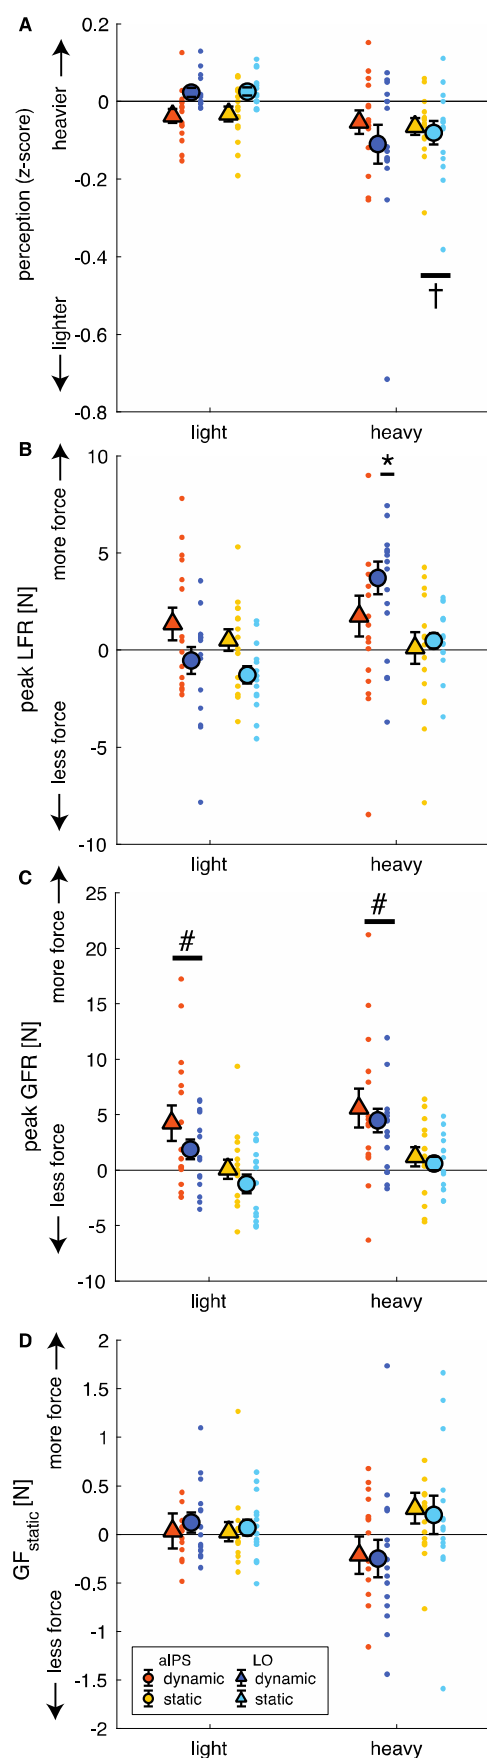 A
perception (z-score)
heavier
lighter
0.2
0
-0.2
-0.4
-0.6
-0.8
†
light heavy
B
peak LFR [N]
more force
less force
10
5
0
-5
-10
*
light heavy
C
peak GFR [N]
more force
less force
25
20
15
10
5
0
-5
-10
# #
light heavy
D
GFstatic [N]
more force
less force
2
1.5
1
0.5
0
-0.5
-1
-1.5
-2
aIPS LO
dynamic dynamic
static static
light heavy